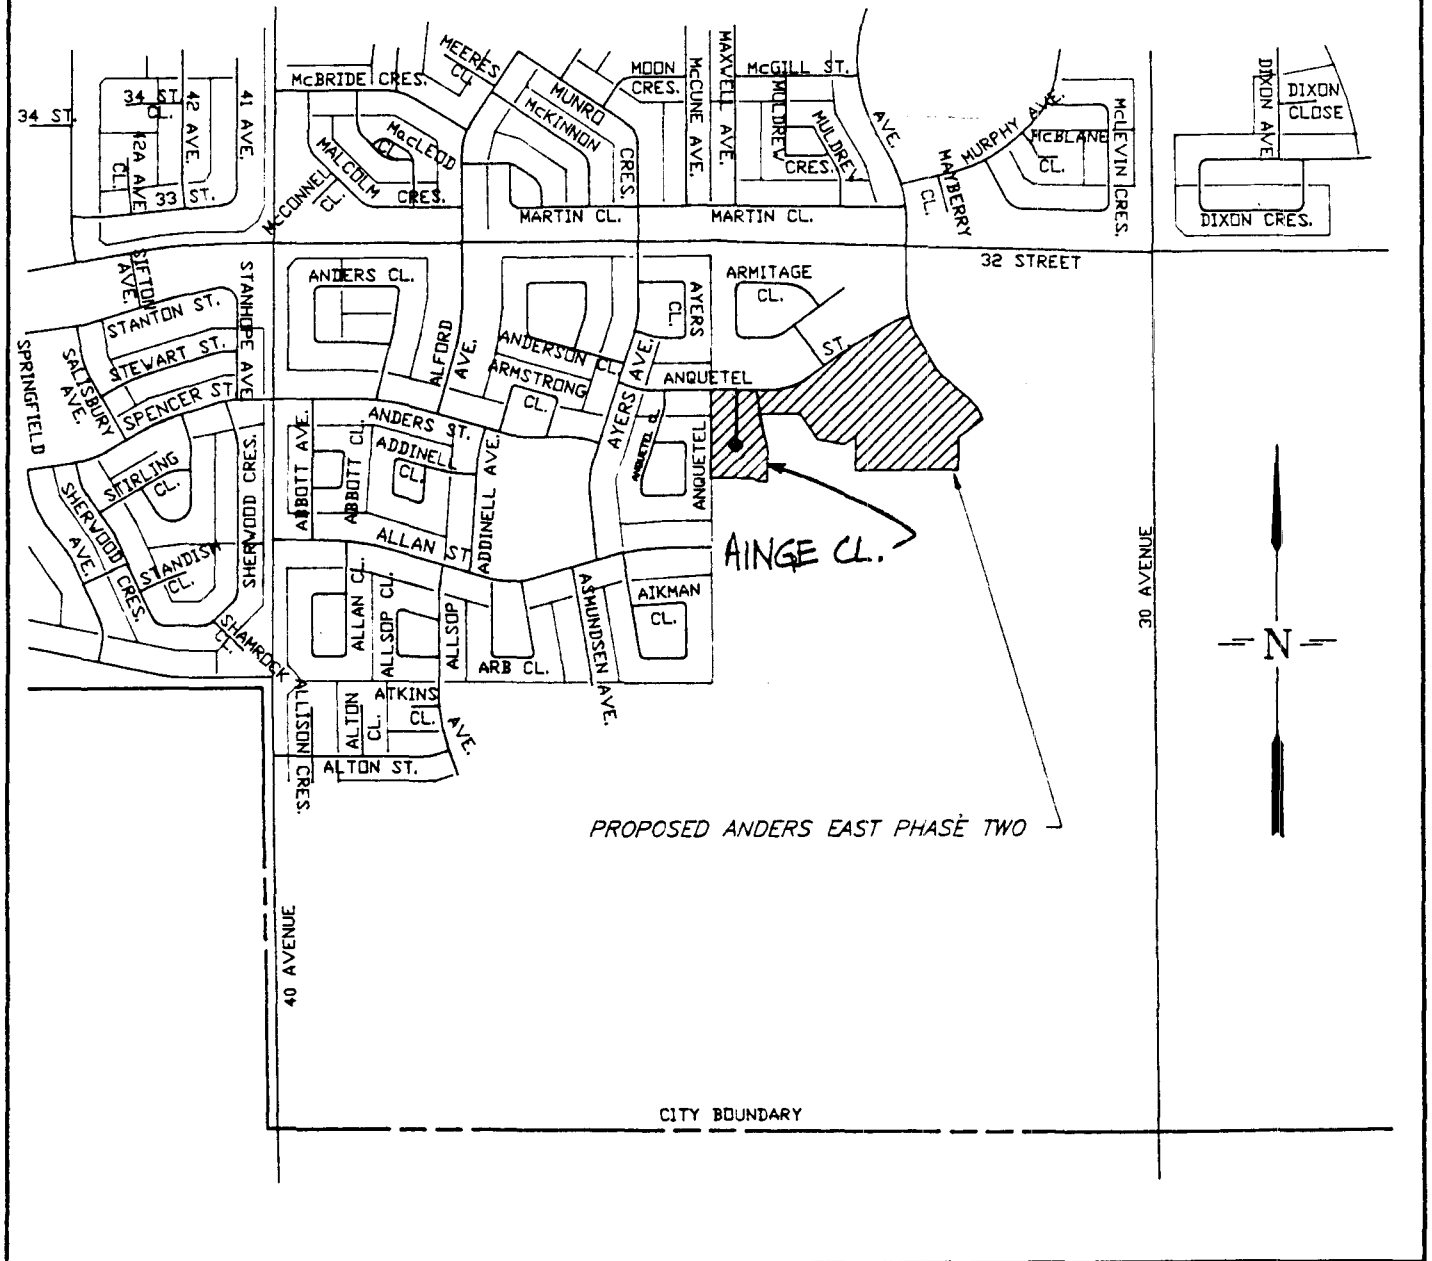 MEERES
CL.
McBRIDE CRES.
MOON
CRES.
McCUNE AVE.
MAXWELL AVE.
McGILL ST.
MULDREW
CRES.
MULDREW
AVE.
MURPHY AVE.
McBLANE
CL.
McLEVIN CRES.
MAYBERRY
CL.
DIXON AVE.
DIXON
CLOSE
DIXON CRES.
34 ST.
34 ST.
CL.
42 AVE.
41 AVE.
42A AVE
CL.
33 ST.
MUNRO
CRES.
McKINNON
MacLEOD
CL.
MALCOLM
CRES.
McCONNEL
CL.
MARTIN CL.
MARTIN CL.
32 STREET
SIFTON
AVE.
STANTON ST.
STANHOPE AVE.
STEWART ST.
SALISBURY
AVE.
SPENCER ST.
SPRINGFIELD
ANDERS CL.
ALFORD
AVE.
ANDERSON CL.
ARMSTRONG
CL.
AYERS
CL.
ARMITAGE
CL.
AYERS AVE.
ANQUETEL
ST.
ANQUETEL CL.
ANQUETEL
ANDERS ST.
ADDINELL
CL.
ADDINELL AVE.
ABBOTT AVE.
ABBOTT CL.
STIRLING
CL.
SHERWOOD CRES.
SHERWOOD CRES.
AVE.
STANDISH
CL.
SHAMROCK
CL.
ALLAN ST
ALLAN CL.
ALLSOP CL.
ALLSOP
AVE.
ARB CL.
ASMUNDSEN AVE.
AIKMAN
CL.
AINGE CL.
ALLISON CRES.
ALTON
CL.
ATKINS
CL.
ALTON ST.
30 AVENUE
N
PROPOSED ANDERS EAST PHASE TWO
40 AVENUE
CITY BOUNDARY